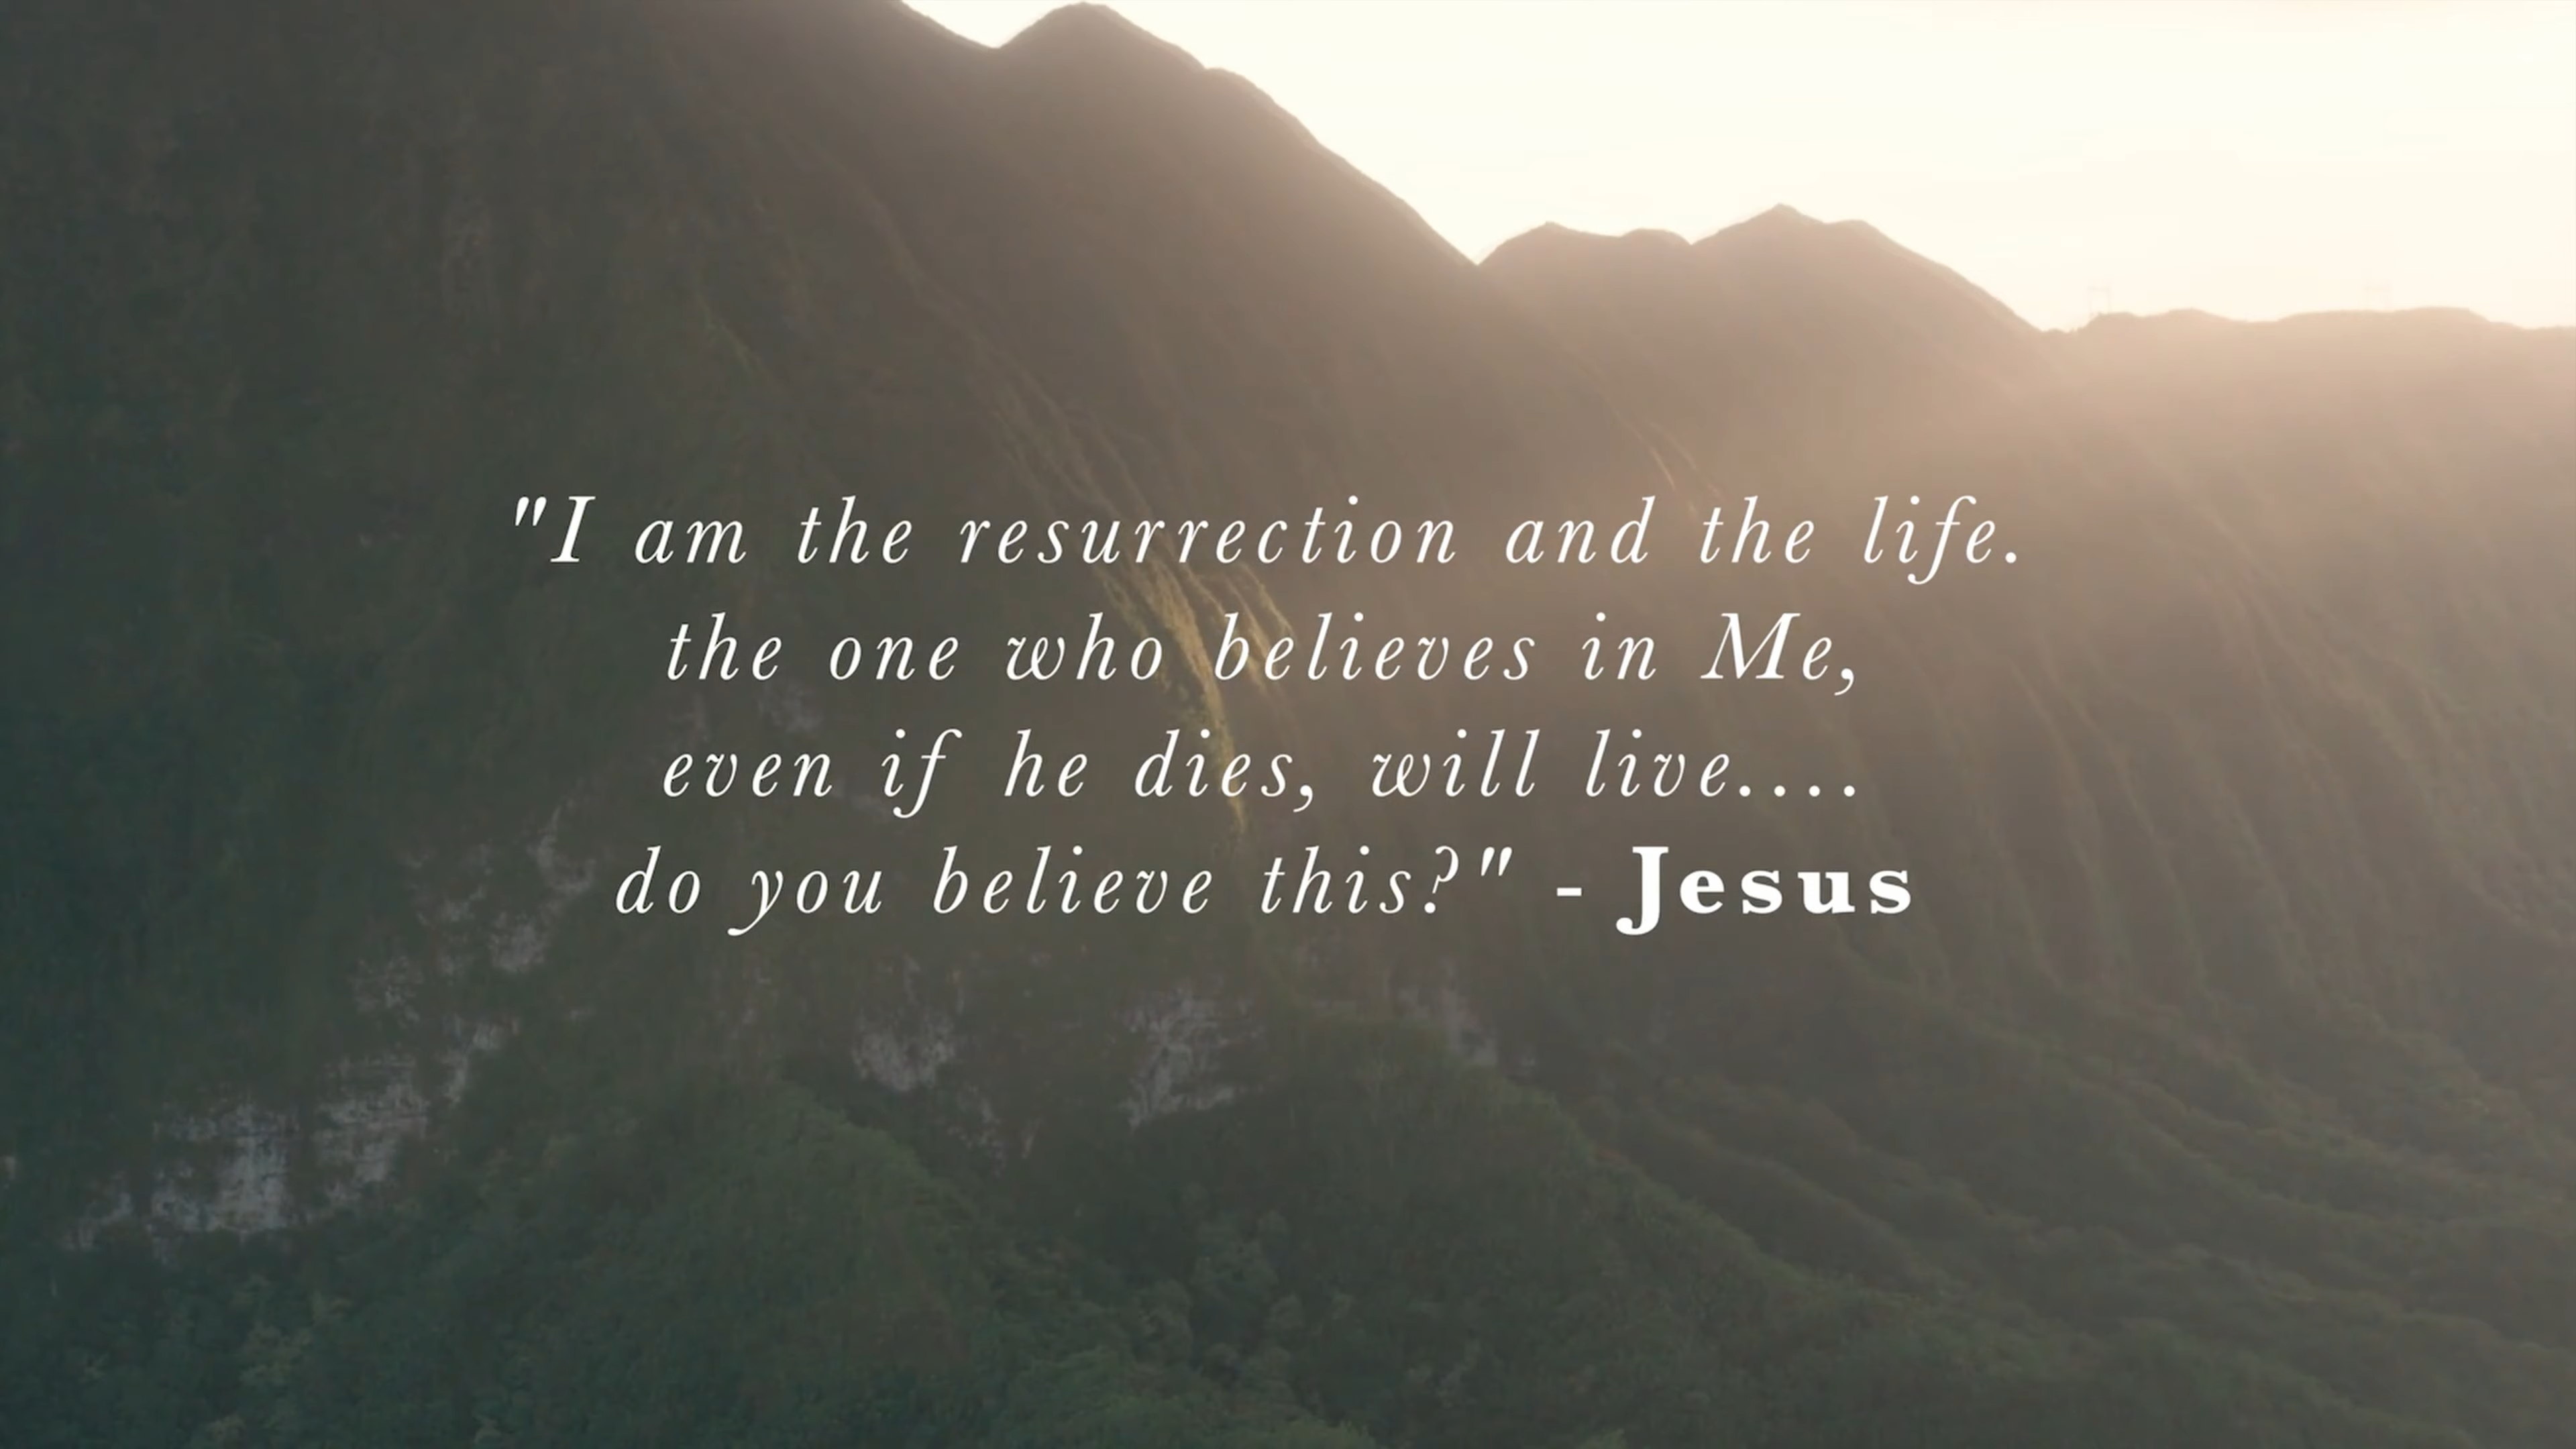 "I am the resurrection and the life.
the one who believes in Me,
even if he dies, will live....
do you believe this?" - Jesus